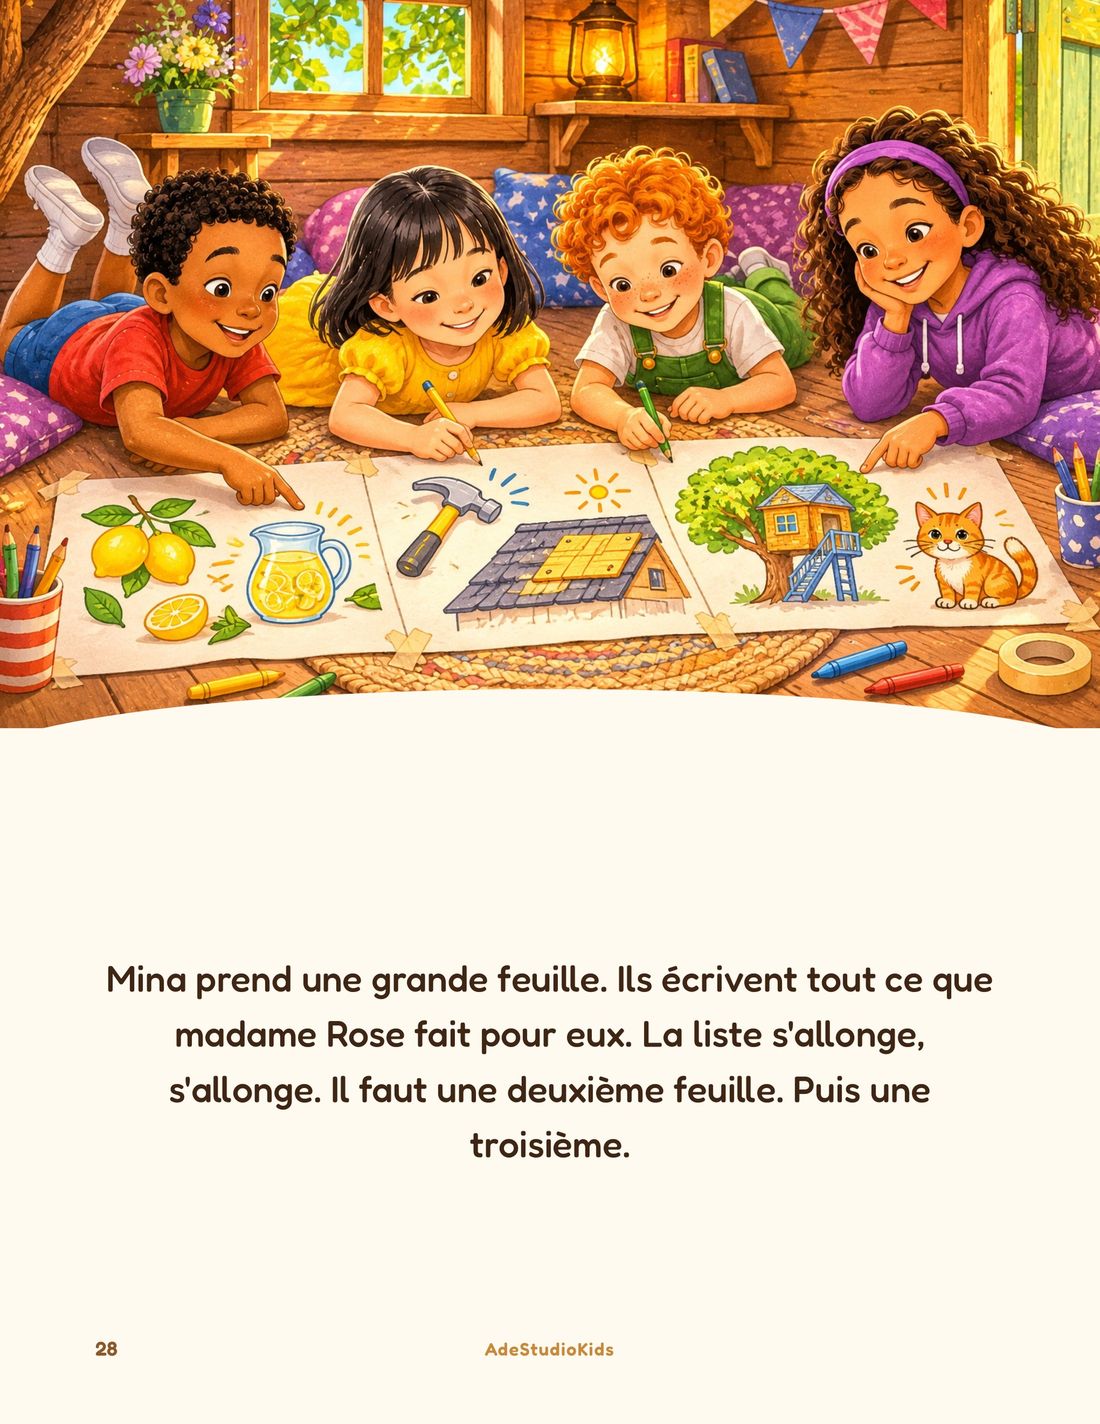 Mina prend une grande feuille. Ils écrivent tout ce que
madame Rose fait pour eux. La liste s'allonge,
s'allonge. Il faut une deuxième feuille. Puis une
troisième.
28
AdeStudioKids